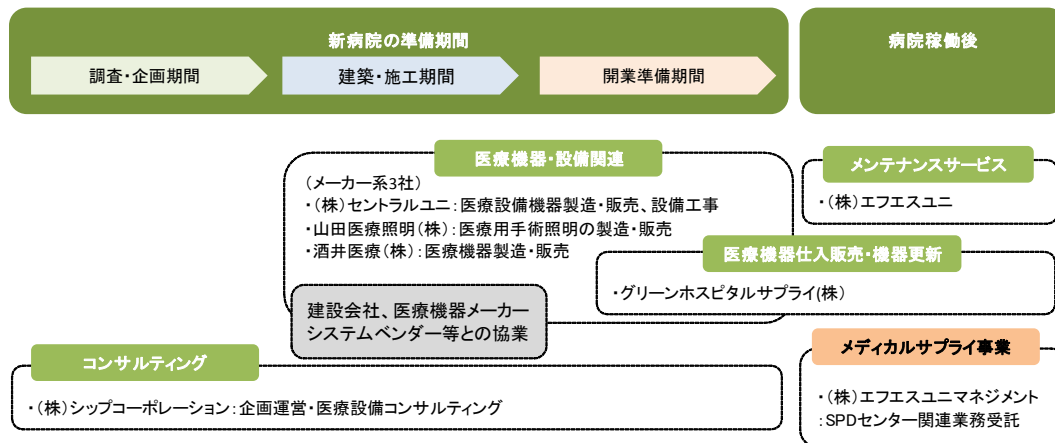 新病院の準備期間
病院稼働後
調査・企画期間
建築・施工期間
開業準備期間
医療機器・設備関連
(メーカー系3社)
・(株)セントラルユニ:医療設備機器製造・販売、設備工事
・山田医療照明(株):医療用手術照明の製造・販売
・酒井医療(株):医療機器製造・販売
メンテナンスサービス
・(株)エフエスユニ
医療機器仕入販売・機器更新
・グリーンホスピタルサプライ(株)
建設会社、医療機器メーカー
システムベンダー等との協業
コンサルティング
・(株)シップコーポレーション:企画運営・医療設備コンサルティング
メディカルサプライ事業
・(株)エフエスユニマネジメント
:SPDセンター関連業務受託